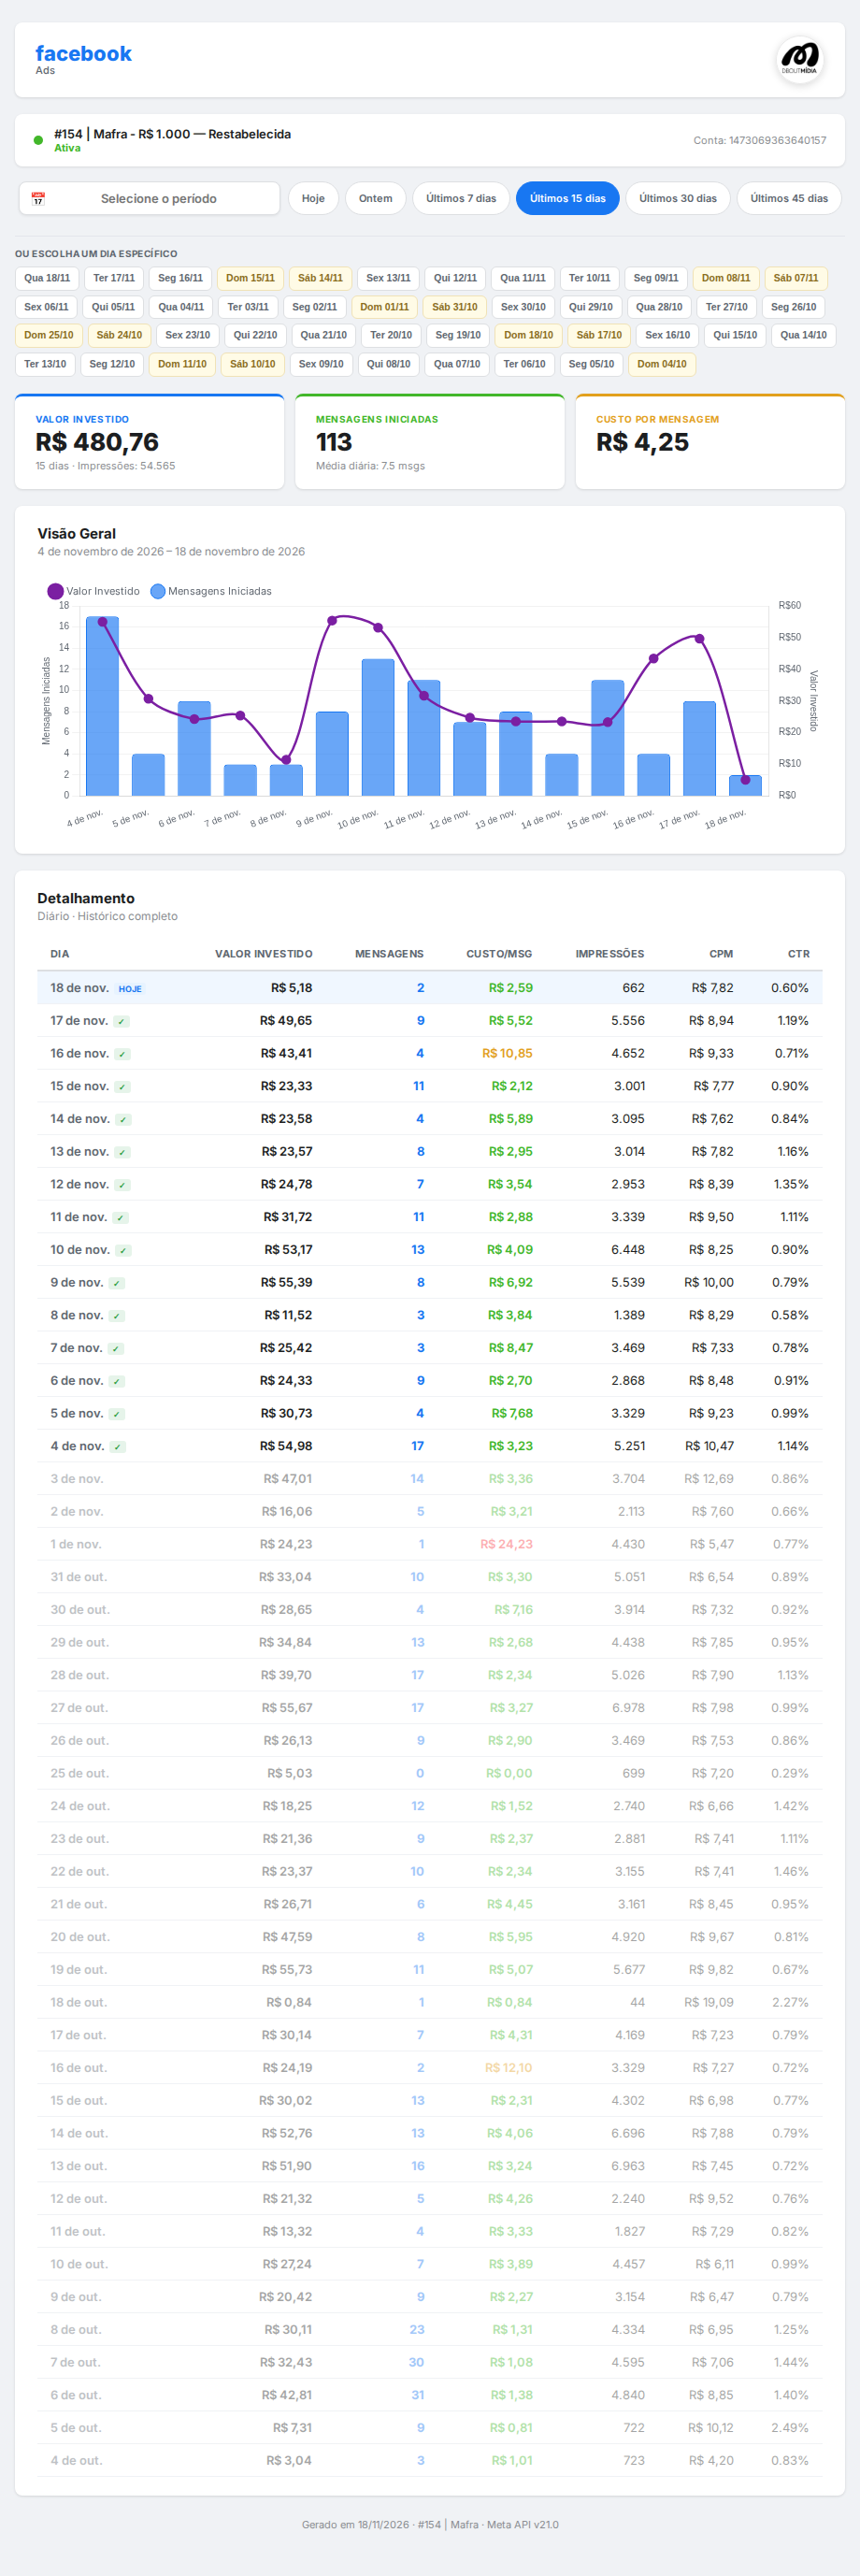 facebook
Ads
DBOUTMÍDIA
#154 | Mafra - R$ 1.000 — Restabelecida
Ativa
Conta: 1473069363640157
Selecione o período
Hoje
Ontem
Últimos 7 dias
Últimos 15 dias
Últimos 30 dias
Últimos 45 dias
OU ESCOLHA UM DIA ESPECÍFICO
Qua 18/11 Ter 17/11 Seg 16/11 Dom 15/11 Sáb 14/11 Sex 13/11 Qui 12/11 Qua 11/11 Ter 10/11 Seg 09/11 Dom 08/11 Sáb 07/11
Sex 06/11 Qui 05/11 Qua 04/11 Ter 03/11 Seg 02/11 Dom 01/11 Sáb 31/10 Sex 30/10 Qui 29/10 Qua 28/10 Ter 27/10 Seg 26/10
Dom 25/10 Sáb 24/10 Sex 23/10 Qui 22/10 Qua 21/10 Ter 20/10 Seg 19/10 Dom 18/10 Sáb 17/10 Sex 16/10 Qui 15/10 Qua 14/10
Ter 13/10 Seg 12/10 Dom 11/10 Sáb 10/10 Sex 09/10 Qui 08/10 Qua 07/10 Ter 06/10 Seg 05/10 Dom 04/10
VALOR INVESTIDO
R$ 480,76
15 dias · Impressões: 54.565
MENSAGENS INICIADAS
113
Média diária: 7.5 msgs
CUSTO POR MENSAGEM
R$ 4,25
Visão Geral
4 de novembro de 2026 – 18 de novembro de 2026
Valor Investido Mensagens Iniciadas
Mensagens Iniciadas
18
16
14
12
10
8
6
4
2
0
R$60
R$50
R$40
R$30
R$20
R$10
R$0
Valor Investido
4 de nov. 5 de nov. 6 de nov. 7 de nov. 8 de nov. 9 de nov. 10 de nov. 11 de nov. 12 de nov. 13 de nov. 14 de nov. 15 de nov. 16 de nov. 17 de nov. 18 de nov.
Detalhamento
Diário · Histórico completo
DIA VALOR INVESTIDO MENSAGENS CUSTO/MSG IMPRESSÕES CPM CTR
18 de nov. HOJE R$ 5,18 2 R$ 2,59 662 R$ 7,82 0.60%
17 de nov. ✓ R$ 49,65 9 R$ 5,52 5.556 R$ 8,94 1.19%
16 de nov. ✓ R$ 43,41 4 R$ 10,85 4.652 R$ 9,33 0.71%
15 de nov. ✓ R$ 23,33 11 R$ 2,12 3.001 R$ 7,77 0.90%
14 de nov. ✓ R$ 23,58 4 R$ 5,89 3.095 R$ 7,62 0.84%
13 de nov. ✓ R$ 23,57 8 R$ 2,95 3.014 R$ 7,82 1.16%
12 de nov. ✓ R$ 24,78 7 R$ 3,54 2.953 R$ 8,39 1.35%
11 de nov. ✓ R$ 31,72 11 R$ 2,88 3.339 R$ 9,50 1.11%
10 de nov. ✓ R$ 53,17 13 R$ 4,09 6.448 R$ 8,25 0.90%
9 de nov. ✓ R$ 55,39 8 R$ 6,92 5.539 R$ 10,00 0.79%
8 de nov. ✓ R$ 11,52 3 R$ 3,84 1.389 R$ 8,29 0.58%
7 de nov. ✓ R$ 25,42 3 R$ 8,47 3.469 R$ 7,33 0.78%
6 de nov. ✓ R$ 24,33 9 R$ 2,70 2.868 R$ 8,48 0.91%
5 de nov. ✓ R$ 30,73 4 R$ 7,68 3.329 R$ 9,23 0.99%
4 de nov. ✓ R$ 54,98 17 R$ 3,23 5.251 R$ 10,47 1.14%
3 de nov. R$ 47,01 14 R$ 3,36 3.704 R$ 12,69 0.86%
2 de nov. R$ 16,06 5 R$ 3,21 2.113 R$ 7,60 0.66%
1 de nov. R$ 24,23 1 R$ 24,23 4.430 R$ 5,47 0.77%
31 de out. R$ 33,04 10 R$ 3,30 5.051 R$ 6,54 0.89%
30 de out. R$ 28,65 4 R$ 7,16 3.914 R$ 7,32 0.92%
29 de out. R$ 34,84 13 R$ 2,68 4.438 R$ 7,85 0.95%
28 de out. R$ 39,70 17 R$ 2,34 5.026 R$ 7,90 1.13%
27 de out. R$ 55,67 17 R$ 3,27 6.978 R$ 7,98 0.99%
26 de out. R$ 26,13 9 R$ 2,90 3.469 R$ 7,53 0.86%
25 de out. R$ 5,03 0 R$ 0,00 699 R$ 7,20 0.29%
24 de out. R$ 18,25 12 R$ 1,52 2.740 R$ 6,66 1.42%
23 de out. R$ 21,36 9 R$ 2,37 2.881 R$ 7,41 1.11%
22 de out. R$ 23,37 10 R$ 2,34 3.155 R$ 7,41 1.46%
21 de out. R$ 26,71 6 R$ 4,45 3.161 R$ 8,45 0.95%
20 de out. R$ 47,59 8 R$ 5,95 4.920 R$ 9,67 0.81%
19 de out. R$ 55,73 11 R$ 5,07 5.677 R$ 9,82 0.67%
18 de out. R$ 0,84 1 R$ 0,84 44 R$ 19,09 2.27%
17 de out. R$ 30,14 7 R$ 4,31 4.169 R$ 7,23 0.79%
16 de out. R$ 24,19 2 R$ 12,10 3.329 R$ 7,27 0.72%
15 de out. R$ 30,02 13 R$ 2,31 4.302 R$ 6,98 0.77%
14 de out. R$ 52,76 13 R$ 4,06 6.696 R$ 7,88 0.79%
13 de out. R$ 51,90 16 R$ 3,24 6.963 R$ 7,45 0.72%
12 de out. R$ 21,32 5 R$ 4,26 2.240 R$ 9,52 0.76%
11 de out. R$ 13,32 4 R$ 3,33 1.827 R$ 7,29 0.82%
10 de out. R$ 27,24 7 R$ 3,89 4.457 R$ 6,11 0.99%
9 de out. R$ 20,42 9 R$ 2,27 3.154 R$ 6,47 0.79%
8 de out. R$ 30,11 23 R$ 1,31 4.334 R$ 6,95 1.25%
7 de out. R$ 32,43 30 R$ 1,08 4.595 R$ 7,06 1.44%
6 de out. R$ 42,81 31 R$ 1,38 4.840 R$ 8,85 1.40%
5 de out. R$ 7,31 9 R$ 0,81 722 R$ 10,12 2.49%
4 de out. R$ 3,04 3 R$ 1,01 723 R$ 4,20 0.83%
Gerado em 18/11/2026 · #154 | Mafra · Meta API v21.0